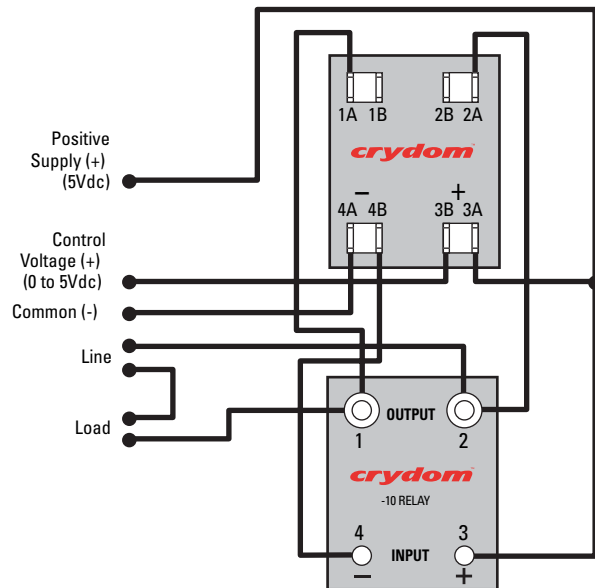 1A 1B 2B 2A
crydom
Positive
Supply (+)
(5Vdc)
− +
4A 4B 3B 3A
Control
Voltage (+)
(0 to 5Vdc)
Common (-)
Line
Load
OUTPUT
1 2
crydom
-10 RELAY
4 3
INPUT
− +